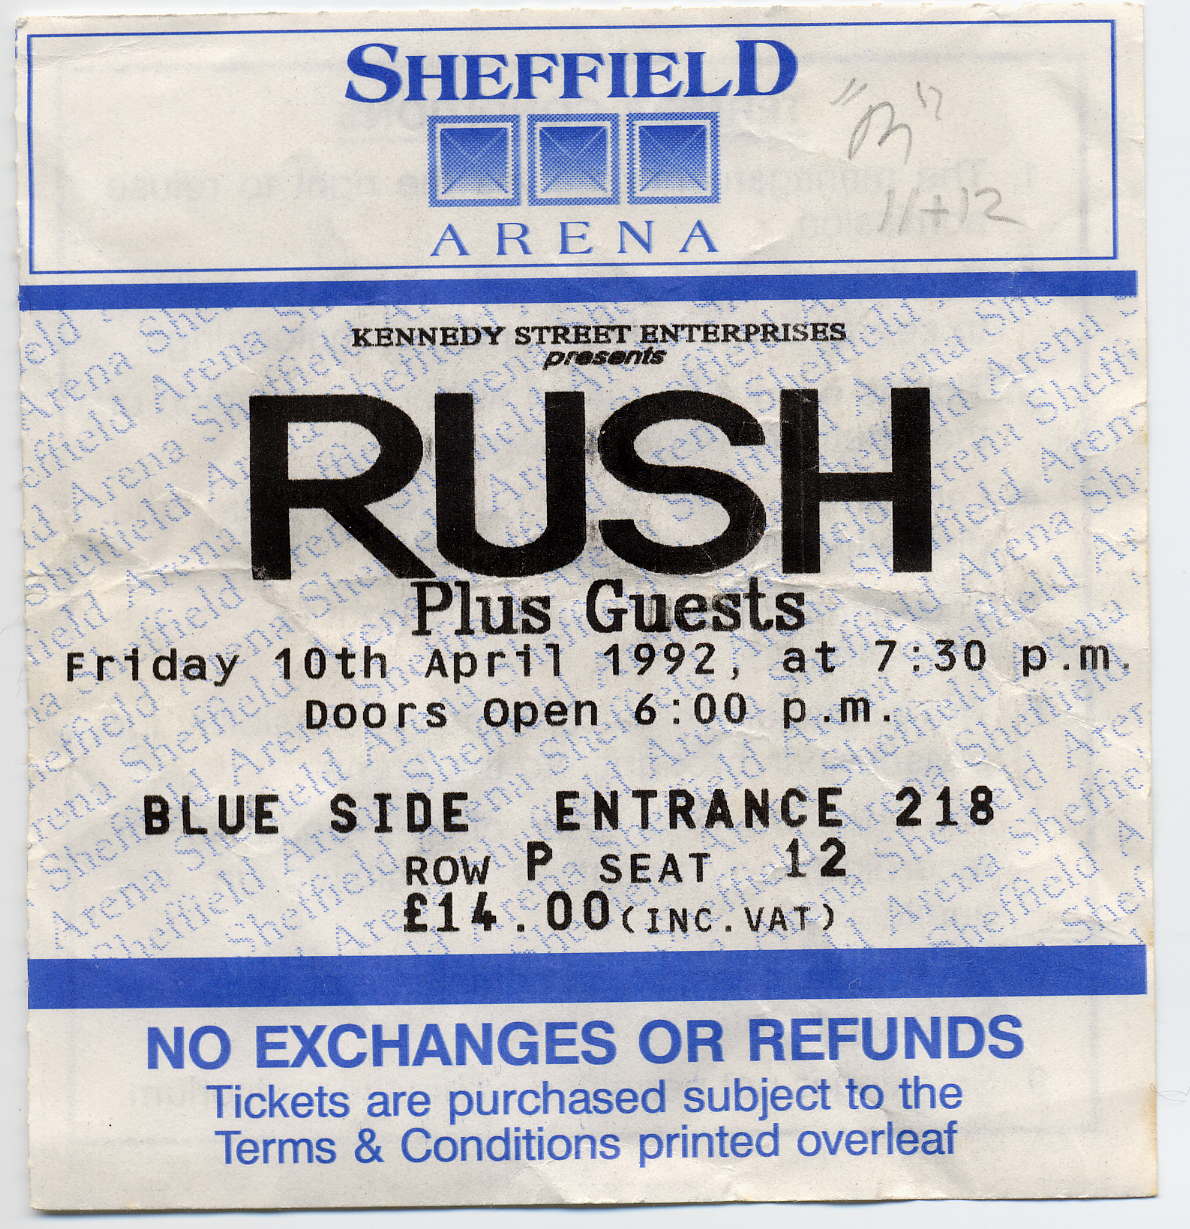 SHEFFIELD
ARENA
11+12
KENNEDY STREET ENTERPRISES
presents
RUSH
Plus Guests
Friday 10th April 1992, at 7:30 p.m.
Doors Open 6:00 p.m.
BLUE SIDE ENTRANCE 218
ROW P SEAT 12
£14.00(INC.VAT)
NO EXCHANGES OR REFUNDS
Tickets are purchased subject to the
Terms & Conditions printed overleaf